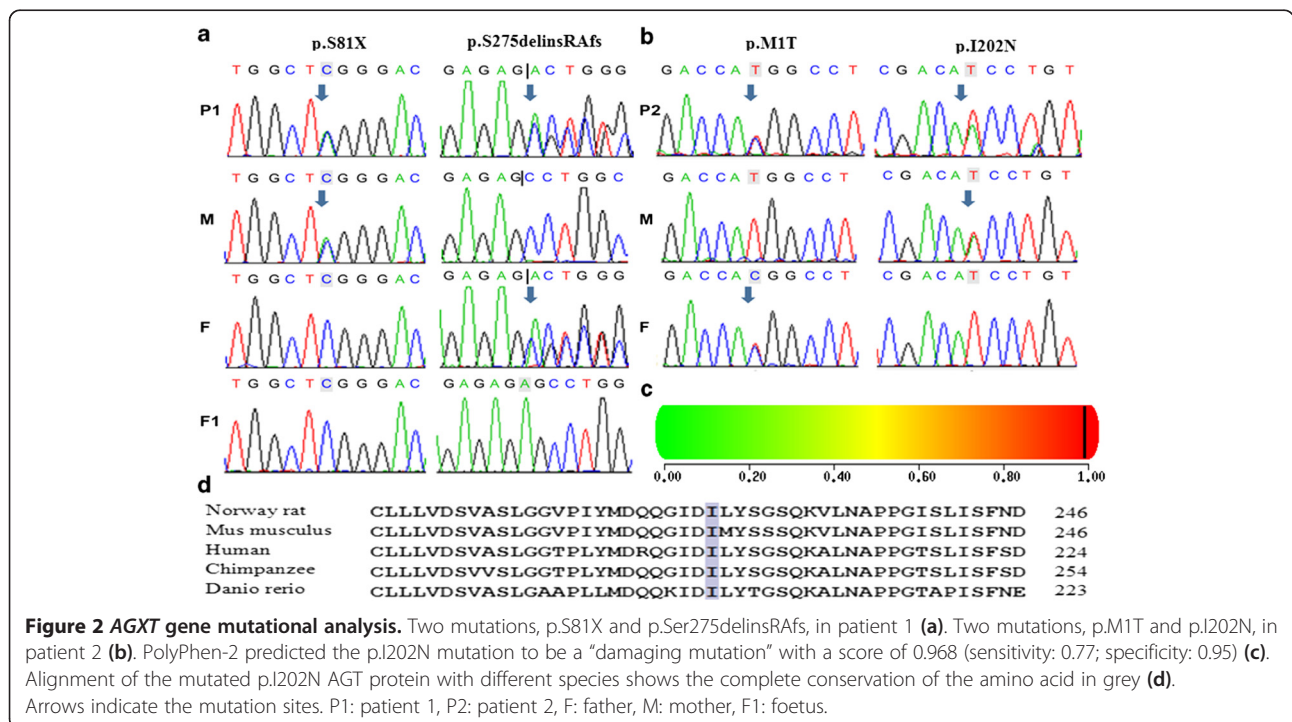 a
b
p.S81X p.S275delinsRAfs p.M1T p.I202N
T G G C T C G G G A C G A G A G|A C T G G G G A C C A T G G C C T C G A C A T C C T G T
P1
P2
T G G C T C G G G A C G A G A G|C C T G G C G A C C A T G G C C T C G A C A T C C T G T
M
M
T G G C T C G G G A C G A G A G|A C T G G G G A C C A C G G C C T C G A C A T C C T G T
F
F
T G G C T C G G G A C G A G A G A G C C T G G
F1
c
0.00 0.20 0.40 0.60 0.80 1.00
d
Norway rat CLLLVDSVASLGGVPIYMDQQGIDILYSGSQKVLNAPPGISLISFND 246
Mus musculus CLLLVDSVASLGGVPIYMDQQGIDIMYSSSQKVLNAPPGISLISFND 246
Human CLLLVDSVASLGGTPLYMDRQGIDILYSGSQKALNAPPGTSLISFSD 224
Chimpanzee CLLLVDSVVSLGGTPLYMDQQGIDILYSGSQKALNAPPGTSLISFSD 254
Danio rerio CLLLVDSVASLGAAPLLMDQQKIDILYTGSQKALNAPPGTAPISFNE 223
Figure 2 AGXT gene mutational analysis. Two mutations, p.S81X and p.Ser275delinsRAfs, in patient 1 (a). Two mutations, p.M1T and p.I202N, in
patient 2 (b). PolyPhen-2 predicted the p.I202N mutation to be a “damaging mutation” with a score of 0.968 (sensitivity: 0.77; specificity: 0.95) (c).
Alignment of the mutated p.I202N AGT protein with different species shows the complete conservation of the amino acid in grey (d).
Arrows indicate the mutation sites. P1: patient 1, P2: patient 2, F: father, M: mother, F1: foetus.